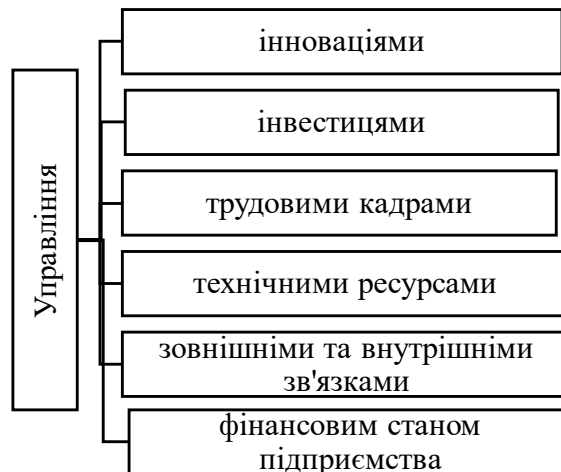 Управління
інноваціями
інвестицями
трудовими кадрами
технічними ресурсами
зовнішніми та внутрішніми
зв'язками
фінансовим станом
підприємства